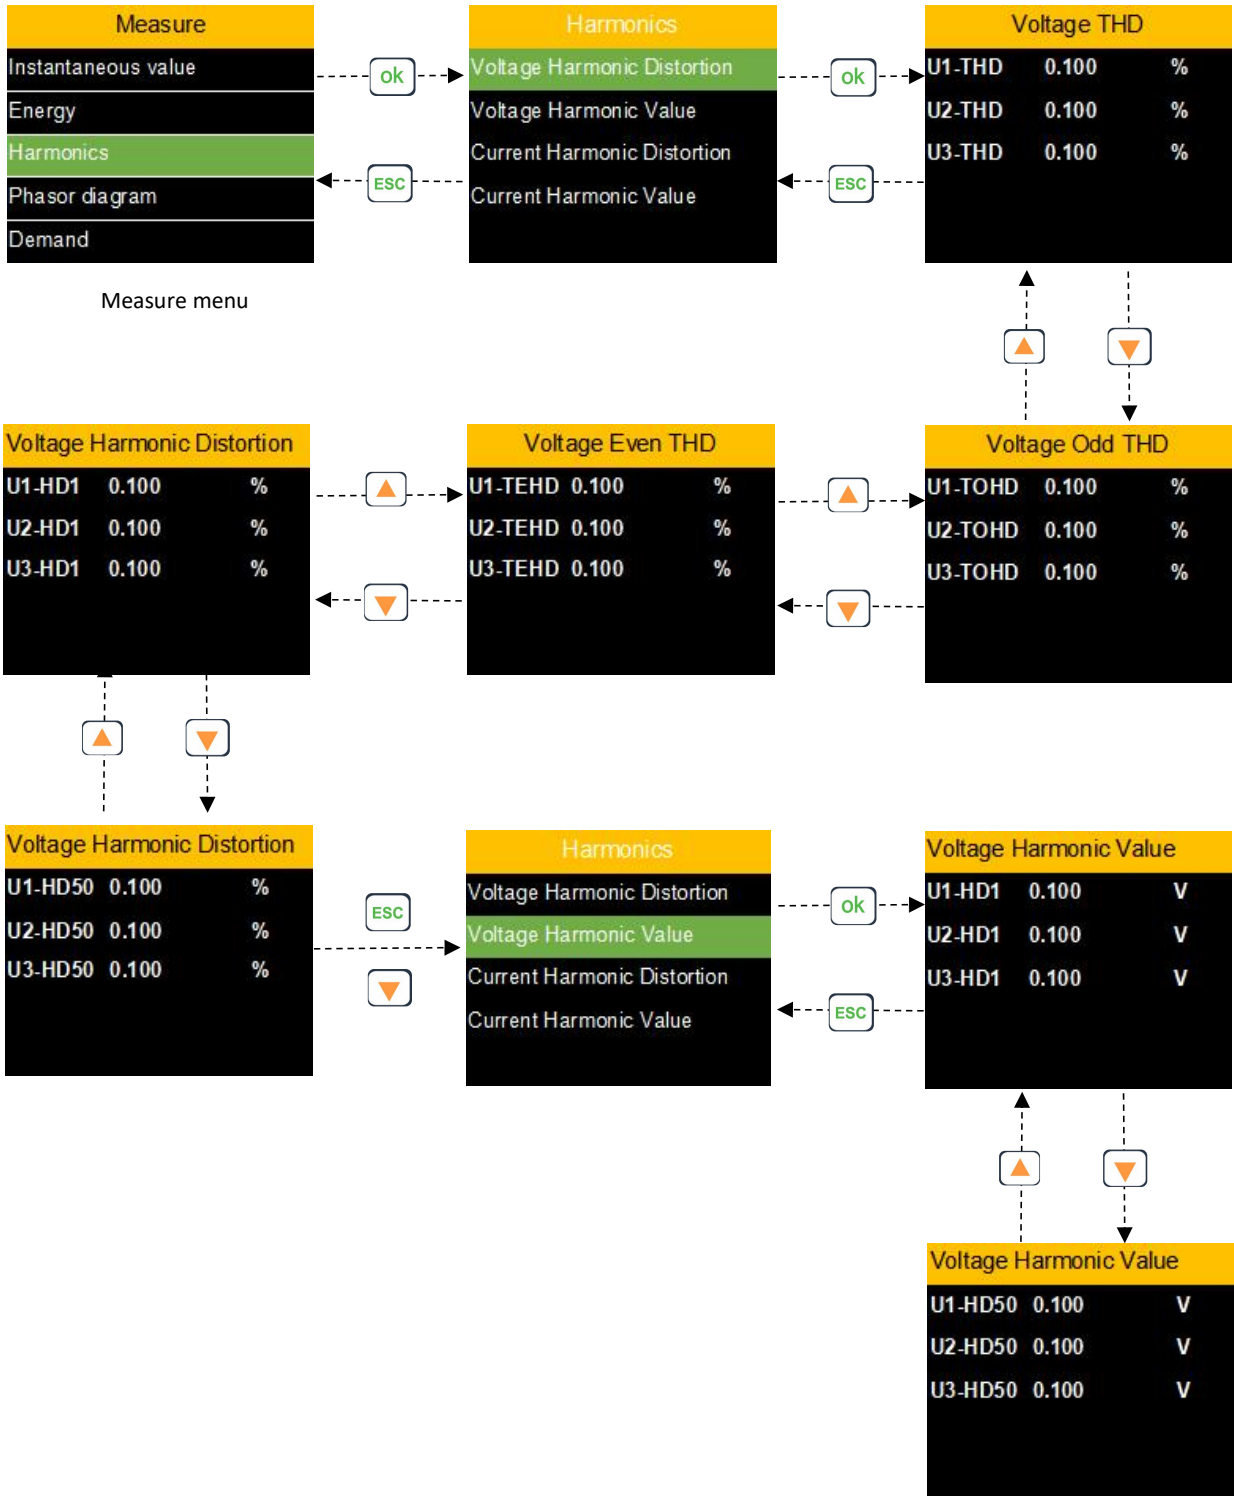 Measure
Instantaneous value
Energy
Harmonics
Phasor diagram
Demand
Measure menu
ok
ESC
Harmonics
Voltage Harmonic Distortion
Voltage Harmonic Value
Current Harmonic Distortion
Current Harmonic Value
ok
ESC
Voltage THD
U1-THD 0.100 %
U2-THD 0.100 %
U3-THD 0.100 %
Voltage Harmonic Distortion
U1-HD1 0.100 %
U2-HD1 0.100 %
U3-HD1 0.100 %
Voltage Even THD
U1-TEHD 0.100 %
U2-TEHD 0.100 %
U3-TEHD 0.100 %
Voltage Odd THD
U1-TOHD 0.100 %
U2-TOHD 0.100 %
U3-TOHD 0.100 %
Voltage Harmonic Distortion
U1-HD50 0.100 %
U2-HD50 0.100 %
U3-HD50 0.100 %
ESC
Harmonics
Voltage Harmonic Distortion
Voltage Harmonic Value
Current Harmonic Distortion
Current Harmonic Value
ok
ESC
Voltage Harmonic Value
U1-HD1 0.100 V
U2-HD1 0.100 V
U3-HD1 0.100 V
Voltage Harmonic Value
U1-HD50 0.100 V
U2-HD50 0.100 V
U3-HD50 0.100 V